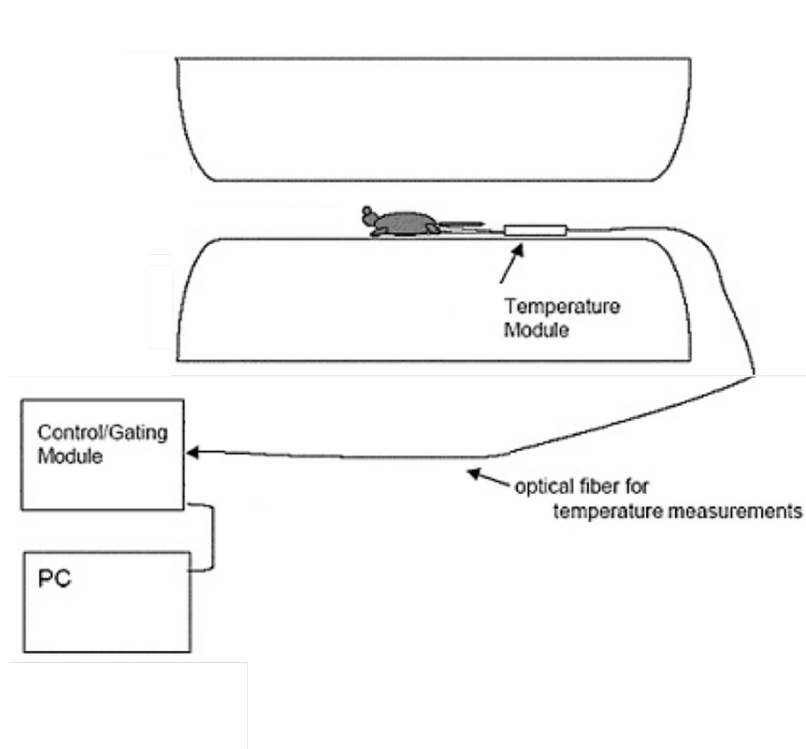 Temperature
Module
Control/Gating
Module
optical fiber for
temperature measurements
PC